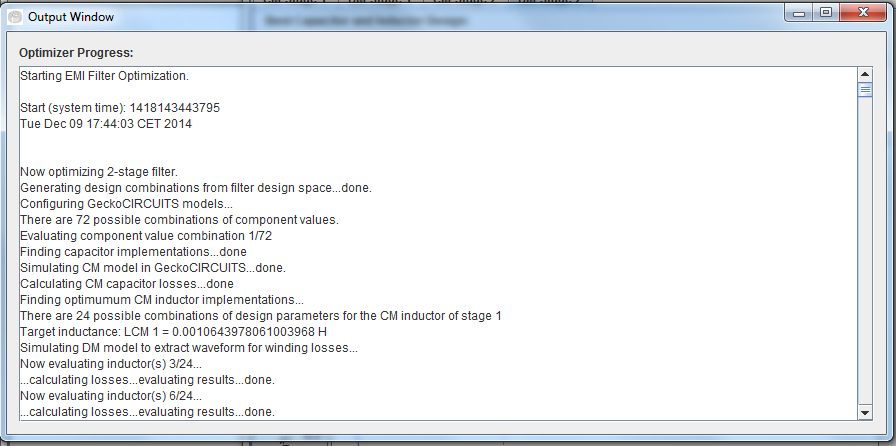 Output Window
Optimizer Progress:
Starting EMI Filter Optimization.
Start (system time): 1418143443795
Tue Dec 09 17:44:03 CET 2014
Now optimizing 2-stage filter.
Generating design combinations from filter design space...done.
Configuring GeckoCIRCUITS models...
There are 72 possible combinations of component values.
Evaluating component value combination 1/72
Finding capacitor implementations...done
Simulating CM model in GeckoCIRCUITS...done.
Calculating CM capacitor losses...done
Finding optimumum CM inductor implementations...
There are 24 possible combinations of design parameters for the CM inductor of stage 1
Target inductance: LCM 1 = 0.0010643978061003968 H
Simulating DM model to extract waveform for winding losses...
Now evaluating inductor(s) 3/24...
...calculating losses...evaluating results...done.
Now evaluating inductor(s) 6/24...
...calculating losses...evaluating results...done.